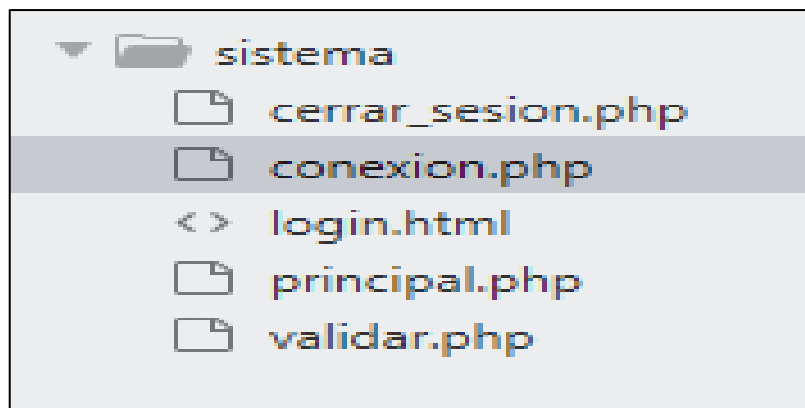 sistema
cerrar_sesion.php
conexion.php
login.html
principal.php
validar.php